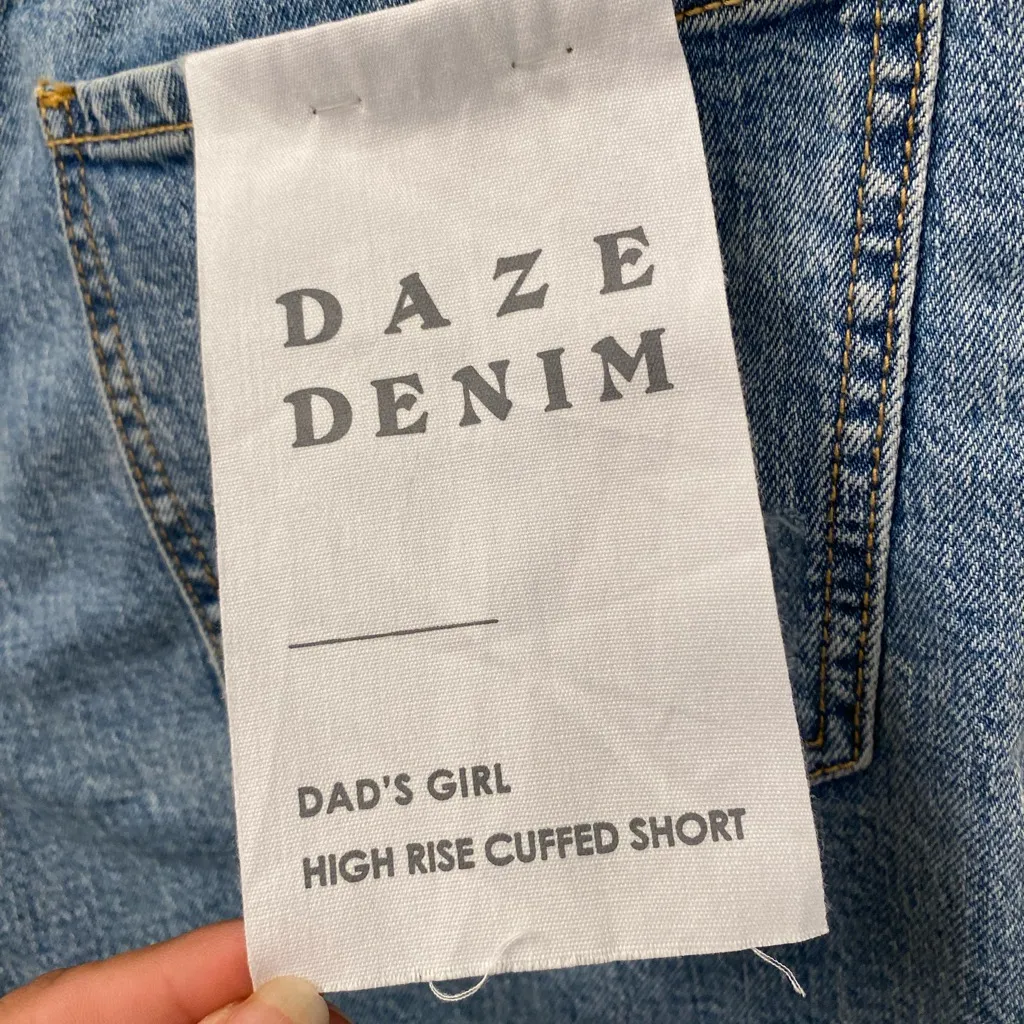 DAZE
DENIM
DAD'S GIRL
HIGH RISE CUFFED SHORT